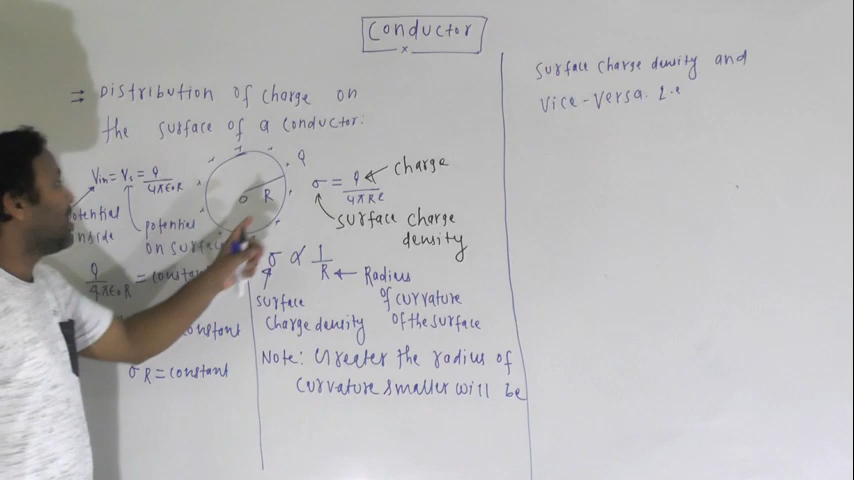 Conductor
⇒ Distribution of charge on
the surface of a conductor:
Vin = Vs = q/4πε₀R
potential
inside
potential
on surface
Q
O
R
σ = q/4πR² ← charge
surface charge
density
q/4πε₀R = constant
constant
σR = constant
σ ∝ 1/R ← Radius
of curvature
of the surface
surface
charge density
Note: Greater the radius of
curvature smaller will be
surface charge density and
vice-versa. i.e